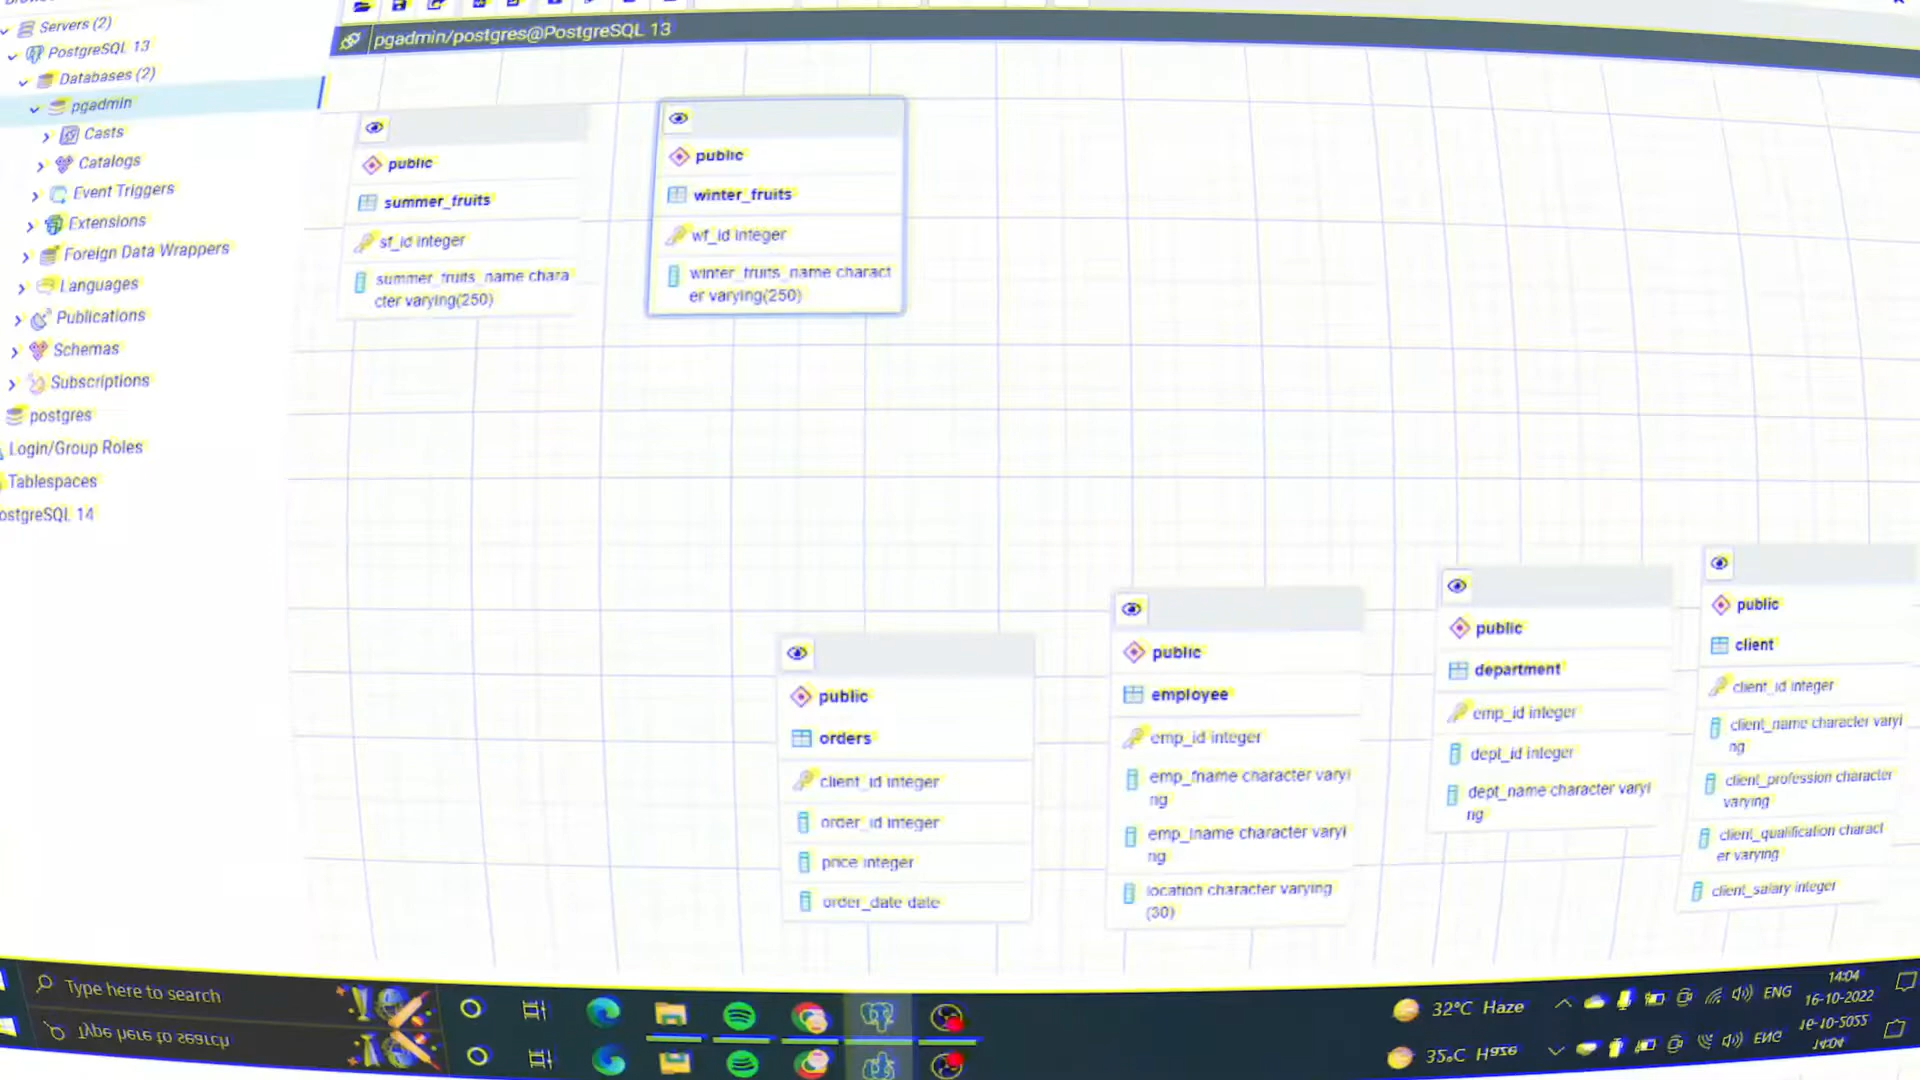 Servers (2)
PostgreSQL 13
Databases (2)
pgadmin
Casts
Catalogs
Event Triggers
Extensions
Foreign Data Wrappers
Languages
Publications
Schemas
Subscriptions
postgres
Login/Group Roles
Tablespaces
ostgreSQL 14
pgadmin/postgres@PostgreSQL 13
public
summer_fruits
sf_id integer
summer_fruits_name chara
cter varying(250)
public
winter_fruits
wf_id integer
winter_fruits_name charact
er varying(250)
public
orders
client_id integer
order_id integer
price integer
order_date date
public
employee
emp_id integer
emp_fname character varyi
ng
emp_lname character varyi
ng
location character varying
(30)
public
department
emp_id integer
dept_id integer
dept_name character varyi
ng
public
client
client_id integer
client_name character varyi
ng
client_profession character
varying
client_qualification charact
er varying
client_salary integer
Type here to search
32°C Haze
ENG
14:04
16-10-2022